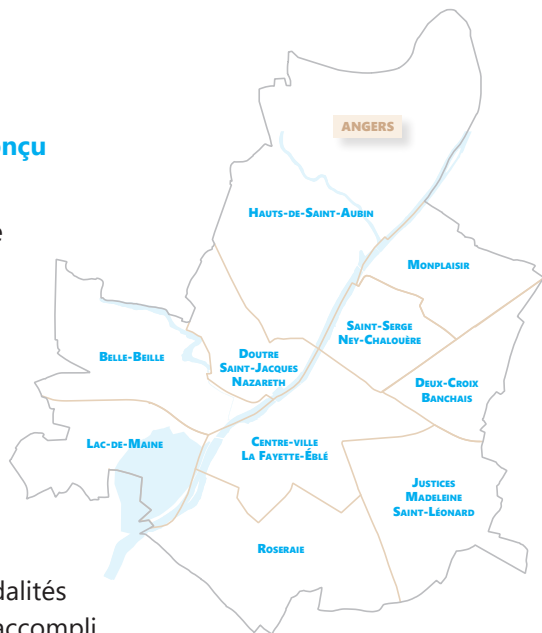 nçu
e
ANGERS
Hauts-de-Saint-Aubin
Monplaisir
Saint-Serge
Ney-Chalouère
Belle-Beille
Doutre
Saint-Jacques
Nazareth
Deux-Croix
Banchais
Lac-de-Maine
Centre-ville
La Fayette-Éblé
Justices
Madeleine
Saint-Léonard
Roseraie
dalités
accompli